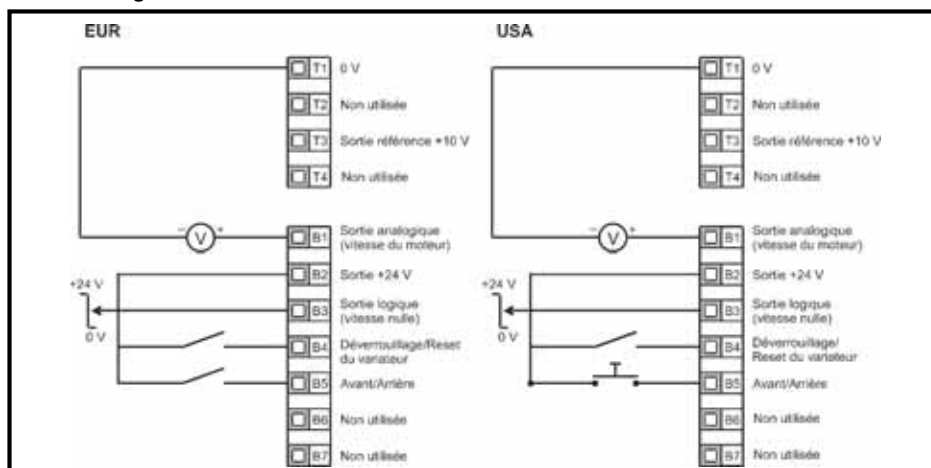 EUR
T1 0 V
T2 Non utilisée
T3 Sortie référence +10 V
T4 Non utilisée
− V +
B1 Sortie analogique
(vitesse du moteur)
B2 Sortie +24 V
+24 V
B3 Sortie logique
(vitesse nulle)
0 V
B4 Déverrouillage/Reset
du variateur
B5 Avant/Arrière
B6 Non utilisée
B7 Non utilisée
USA
T1 0 V
T2 Non utilisée
T3 Sortie référence +10 V
T4 Non utilisée
− V +
B1 Sortie analogique
(vitesse du moteur)
B2 Sortie +24 V
+24 V
B3 Sortie logique
(vitesse nulle)
0 V
B4 Déverrouillage/
Reset du variateur
B5 Avant/Arrière
B6 Non utilisée
B7 Non utilisée